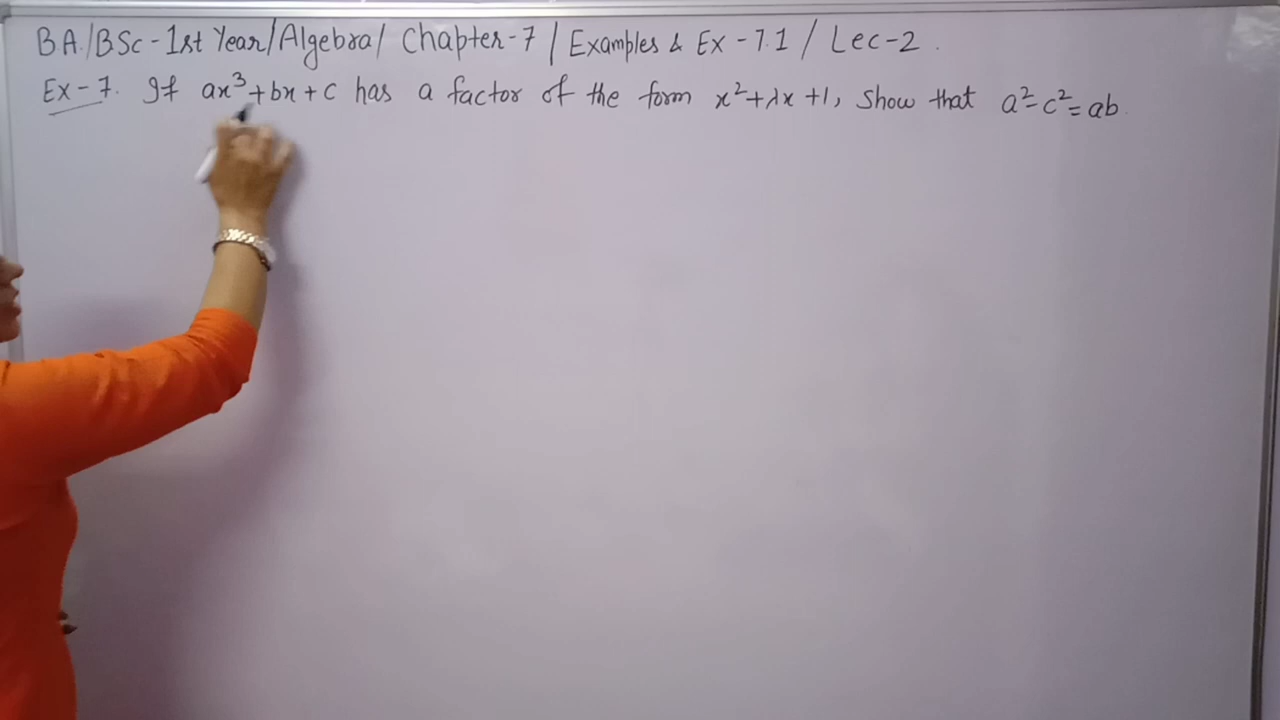 BA/BSc-1st Year/Algebra/ Chapter-7 / Examples & Ex-7.1 / Lec-2.
Ex-7. If ax³+bx+c has a factor of the form x²+λx+1, show that a²-c²=ab.